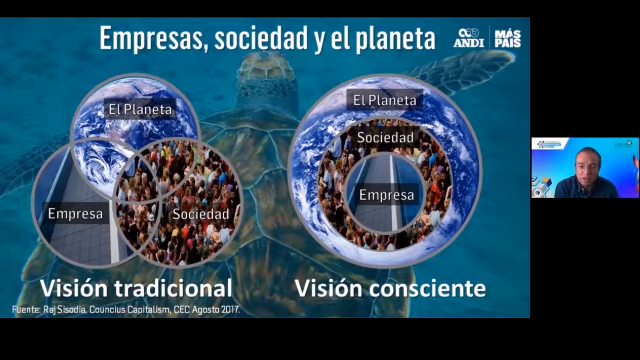 Empresas, sociedad y el planeta
ANDI
MÁS
PAÍS
El Planeta
Empresa
Sociedad
El Planeta
Sociedad
Empresa
Visión tradicional
Visión consciente
Fuente: Raj Sisodia, Councius Capitalism, CEC Agosto 2017.